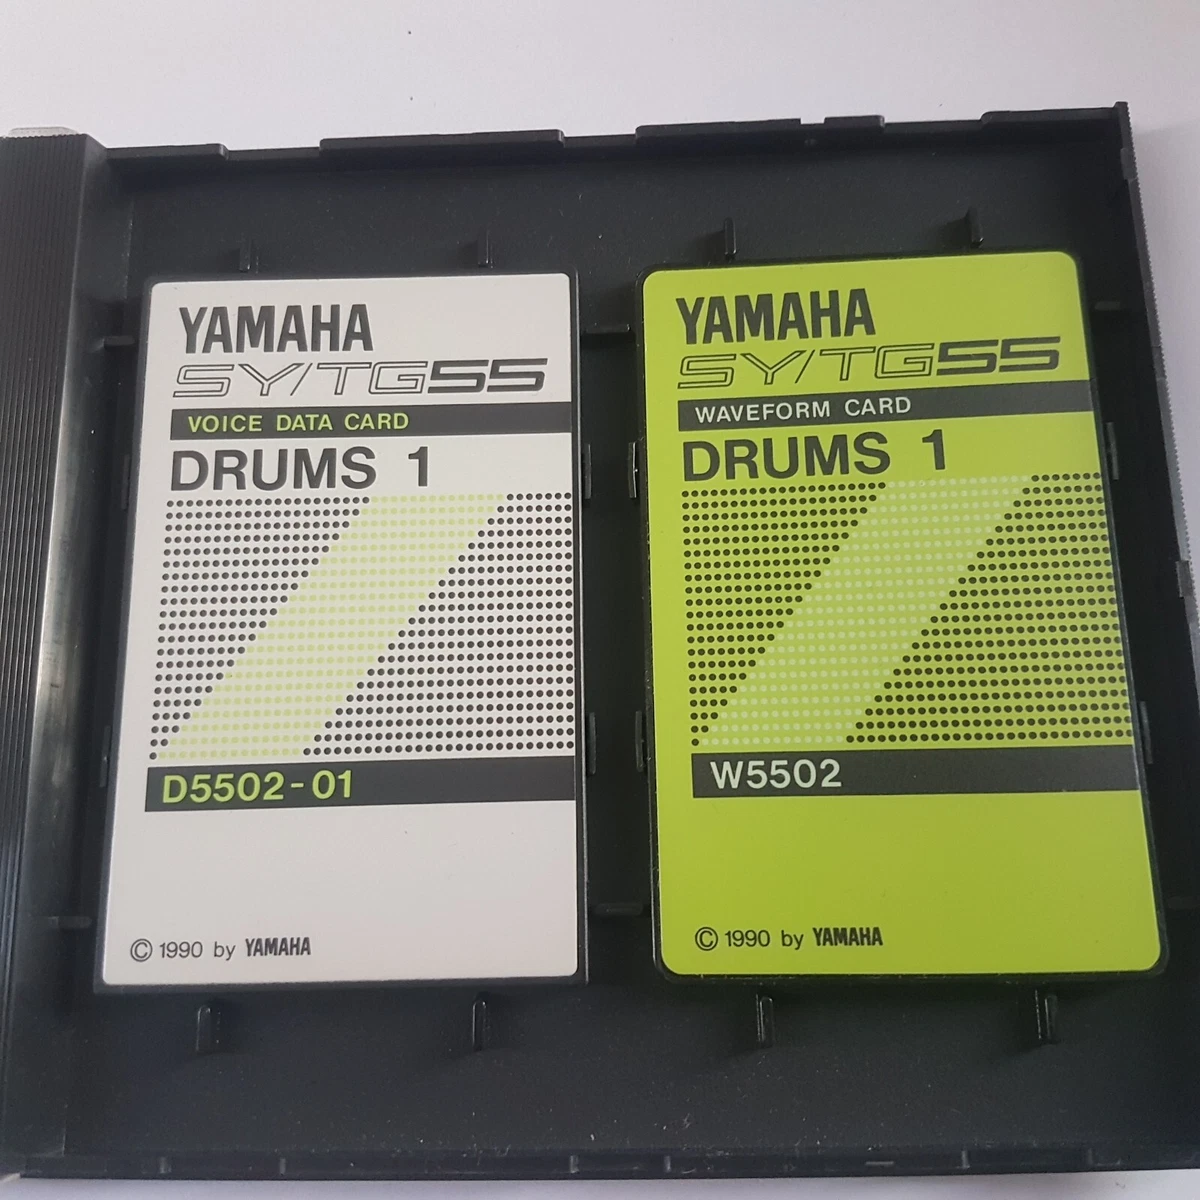 YAMAHA
SY/TG55
VOICE DATA CARD
DRUMS 1
D5502-01
© 1990 by YAMAHA
YAMAHA
SY/TG55
WAVEFORM CARD
DRUMS 1
W5502
© 1990 by YAMAHA